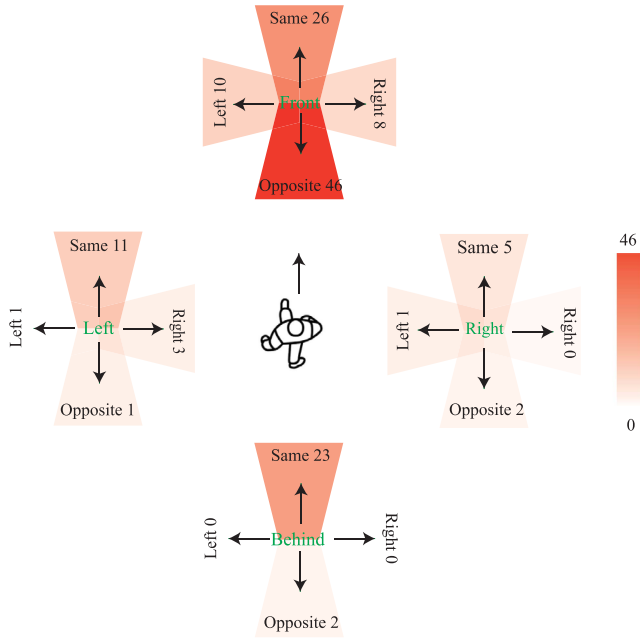 Same 26
Left 10
Front
Right 8
Opposite 46
Same 11
Left 1
Left
Right 3
Opposite 1
Same 5
Left 1
Right
Right 0
Opposite 2
46
0
Same 23
Left 0
Behind
Right 0
Opposite 2